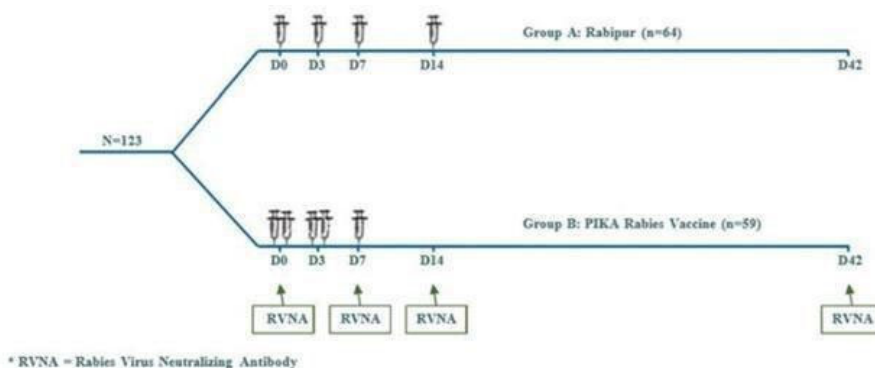 Group A: Rabipur (n=64)
D0 D3 D7 D14 D42
N=123
Group B: PIKA Rabies Vaccine (n=59)
D0 D3 D7 D14 D42
RVNA RVNA RVNA RVNA
* RVNA = Rabies Virus Neutralizing Antibody